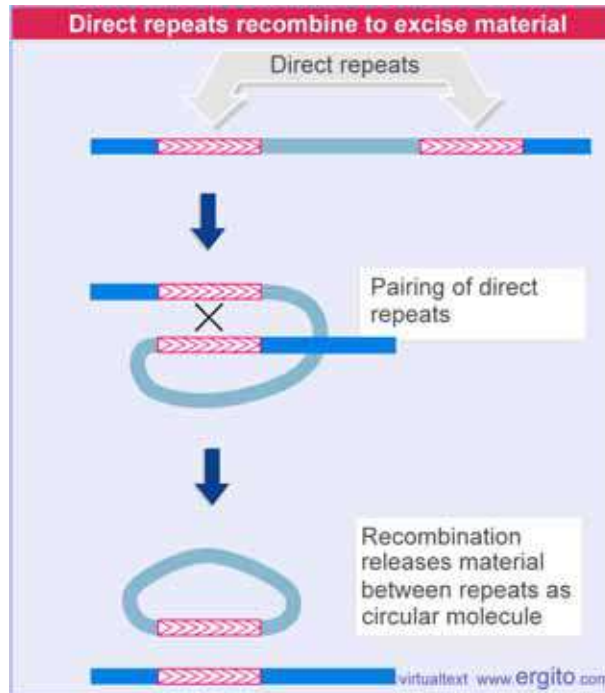 Direct repeats recombine to excise material
Direct repeats
Pairing of direct
repeats
Recombination
releases material
between repeats as
circular molecule
virtualtext www.ergito.com